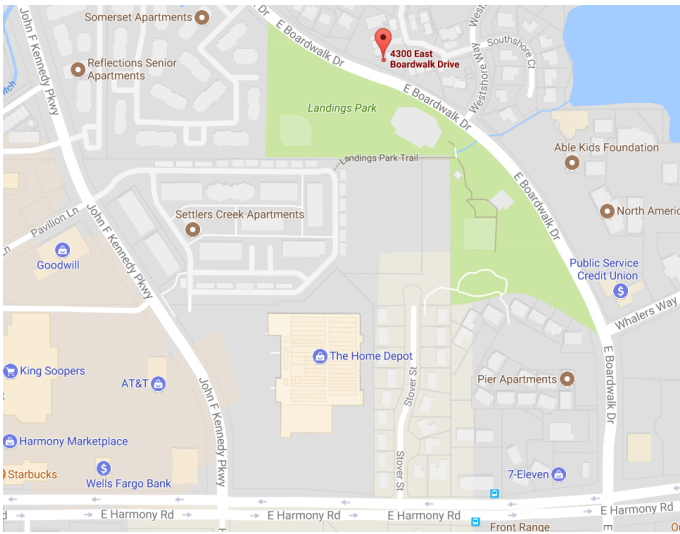 Somerset Apartments
E Boardwalk Dr
John F Kennedy Pkwy
Reflections Senior
Apartments
4300 East
Boardwalk Drive
Southshore Ct
Westshore Way
Landings Park
E Boardwalk Dr
Landings Park Trail
Able Kids Foundation
E Boardwalk Dr
North Americ
Pavilion Ln
Ln
John F Kennedy Pkwy
Settlers Creek Apartments
Goodwill
Public Service
Credit Union
Whalers Way
The Home Depot
King Soopers
AT&T
John F Kennedy Pkwy
Stover St
Pier Apartments
E Boardwalk Dr
Harmony Marketplace
Starbucks
Wells Fargo Bank
Stover St
7-Eleven
d
E Harmony Rd
E Harmony Rd
E Harmony Rd
E Harmony Rd
Front Range